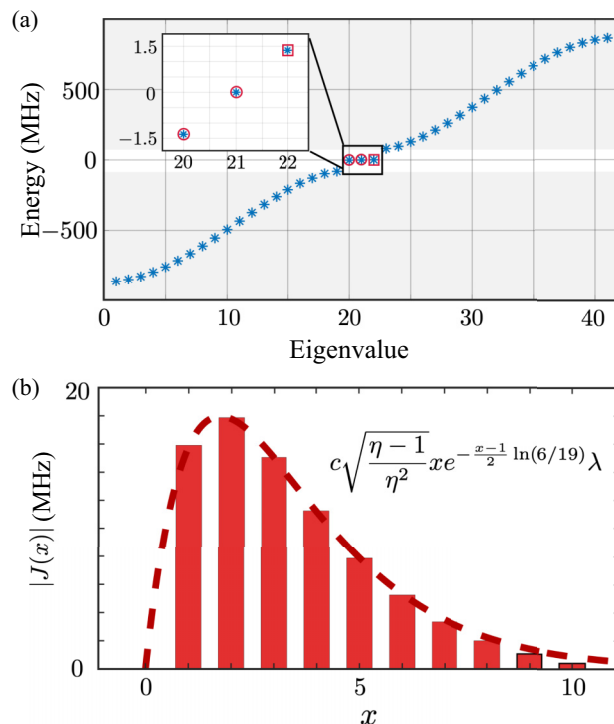 (a)
1.5
0
−1.5
20 21 22
500
0
−500
Energy (MHz)
0 10 20 30 40
Eigenvalue
(b)
20
0
|J(x)| (MHz)
c√((η − 1)/η²) x e^{−(x−1)/2 ln(6/19)} λ
0 5 10
x